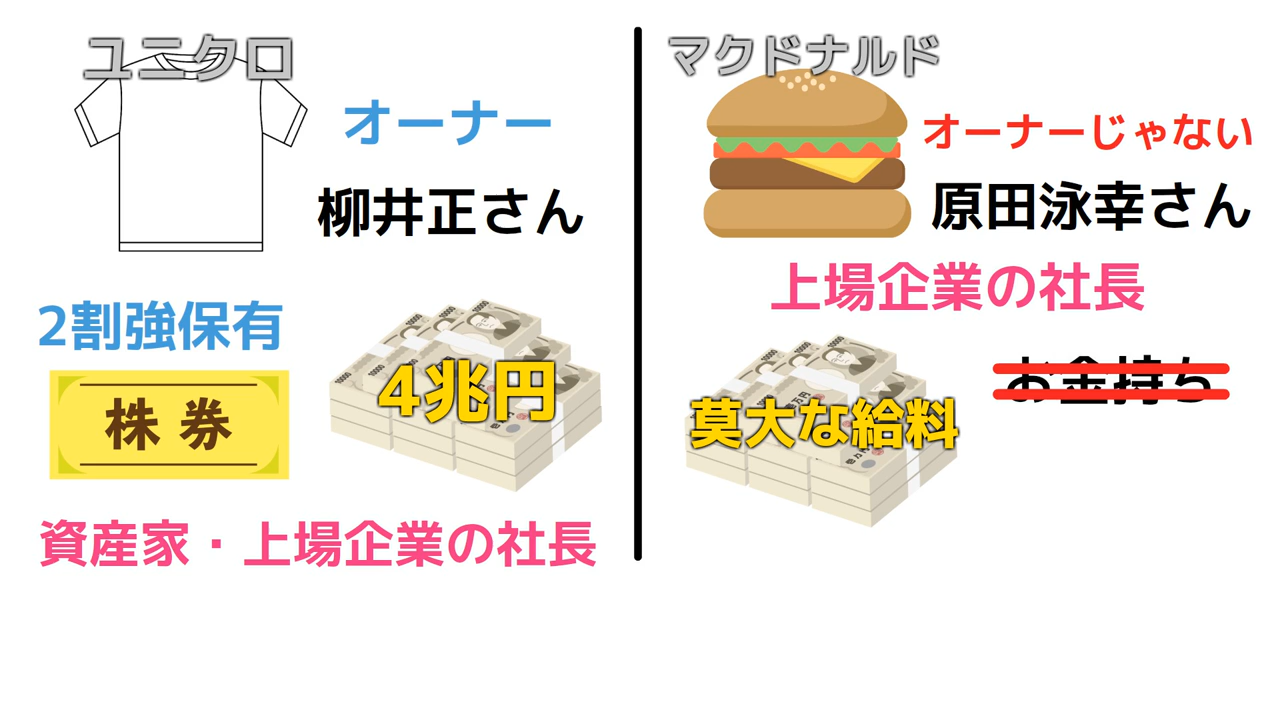 ユニクロ
オーナー
柳井正さん
2割強保有
株券
4兆円
資産家・上場企業の社長
マクドナルド
オーナーじゃない
原田泳幸さん
上場企業の社長
莫大な給料
お金持ち